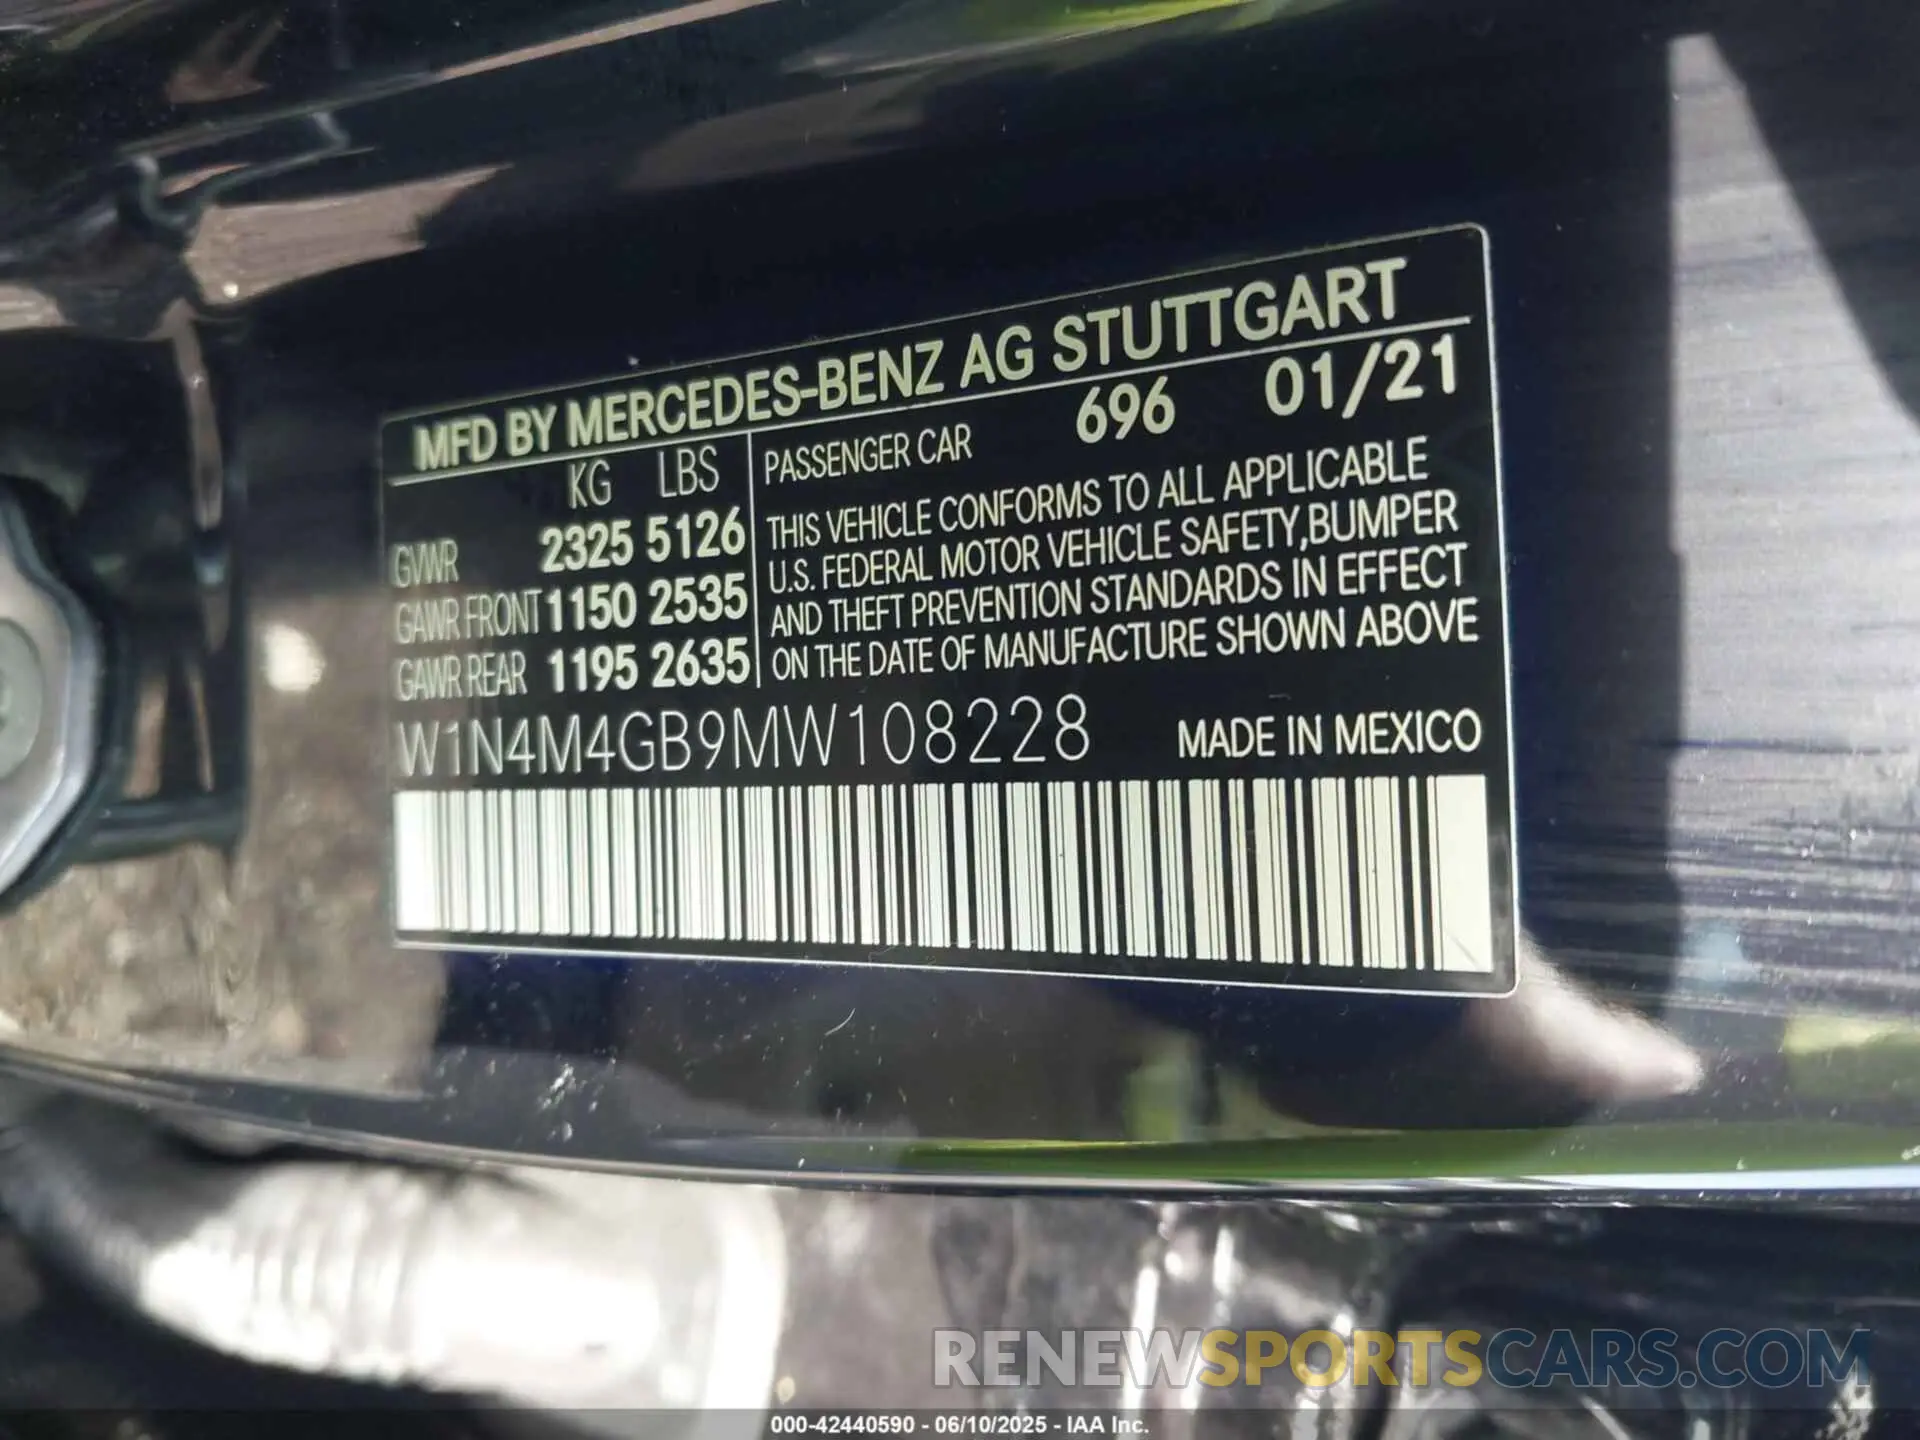 MFD BY MERCEDES-BENZ AG STUTTGART
KG LBS
GVWR 2325 5126
GAWR FRONT 1150 2535
GAWR REAR 1195 2635
PASSENGER CAR 696 01/21
THIS VEHICLE CONFORMS TO ALL APPLICABLE
U.S. FEDERAL MOTOR VEHICLE SAFETY,BUMPER
AND THEFT PREVENTION STANDARDS IN EFFECT
ON THE DATE OF MANUFACTURE SHOWN ABOVE
W1N4M4GB9MW108228 MADE IN MEXICO
RENEWSPORTSCARS.COM
000-42440590 - 06/10/2025 - IAA Inc.